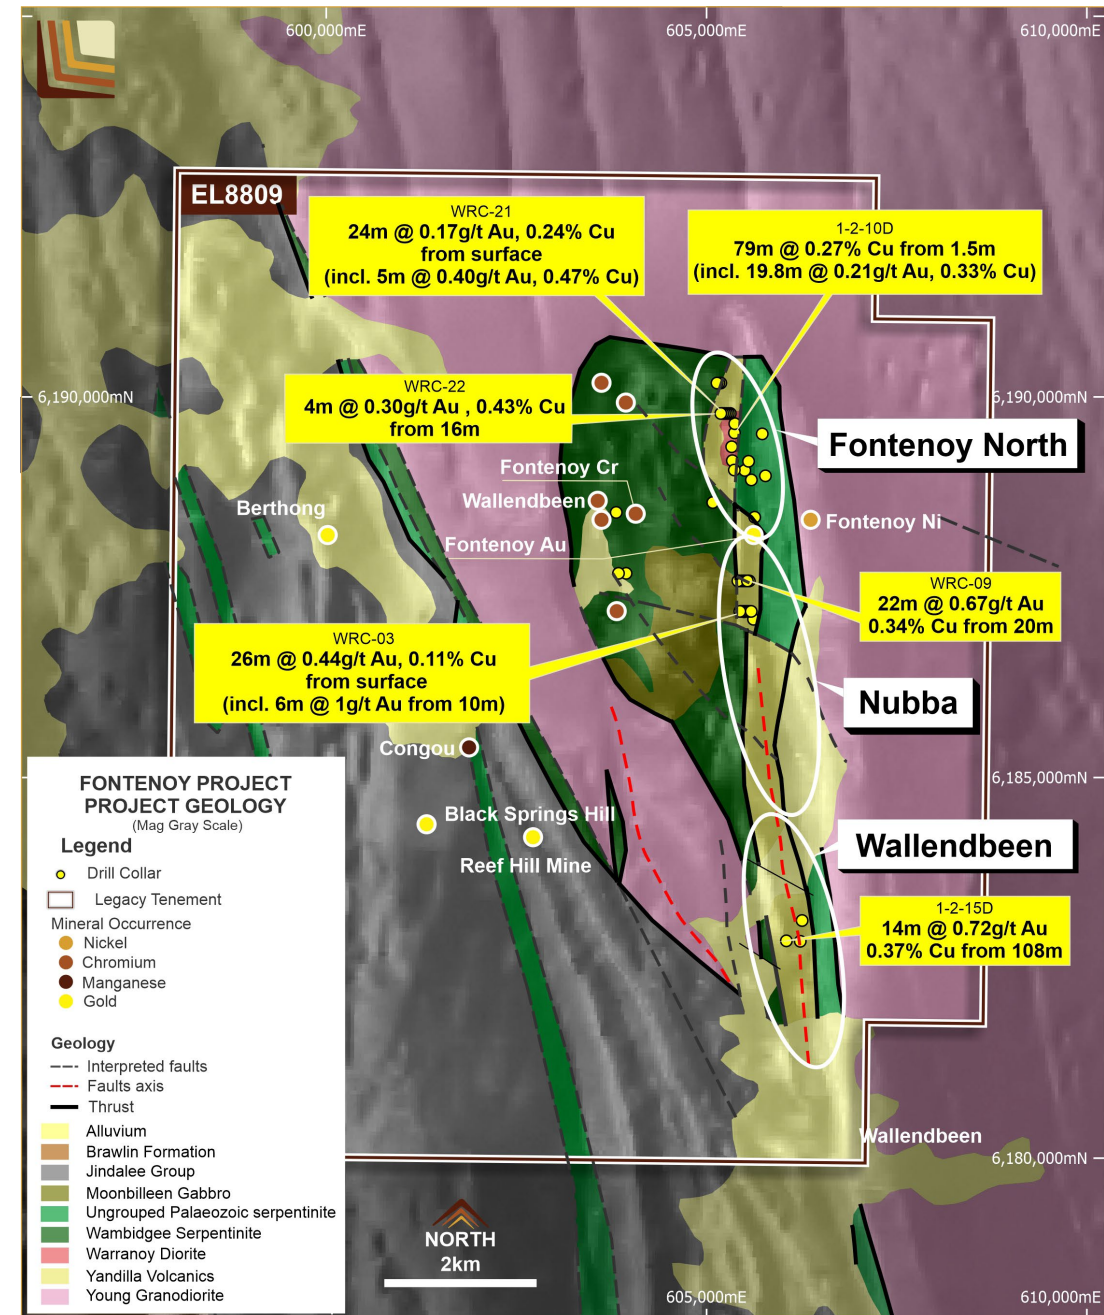 600,000mE
605,000mE
610,000mE
EL8809
WRC-21
24m @ 0.17g/t Au, 0.24% Cu
from surface
(incl. 5m @ 0.40g/t Au, 0.47% Cu)
1-2-10D
79m @ 0.27% Cu from 1.5m
(incl. 19.8m @ 0.21g/t Au, 0.33% Cu)
6,190,000mN
6,190,000mN
WRC-22
4m @ 0.30g/t Au , 0.43% Cu
from 16m
Fontenoy North
Fontenoy Cr
Wallendbeen
Berthong
Fontenoy Ni
Fontenoy Au
WRC-09
22m @ 0.67g/t Au
0.34% Cu from 20m
WRC-03
26m @ 0.44g/t Au, 0.11% Cu
from surface
(incl. 6m @ 1g/t Au from 10m)
Nubba
Congou
6,185,000mN
Black Springs Hill
Reef Hill Mine
Wallendbeen
1-2-15D
14m @ 0.72g/t Au
0.37% Cu from 108m
FONTENOY PROJECT
PROJECT GEOLOGY
(Mag Gray Scale)
Legend
Drill Collar
Legacy Tenement
Mineral Occurrence
Nickel
Chromium
Manganese
Gold
Geology
Interpreted faults
Faults axis
Thrust
Alluvium
Brawlin Formation
Jindalee Group
Moonbilleen Gabbro
Ungrouped Palaeozoic serpentinite
Wambidgee Serpentinite
Warranoy Diorite
Yandilla Volcanics
Young Granodiorite
Wallendbeen
6,180,000mN
NORTH
2km
605,000mE
610,000mE